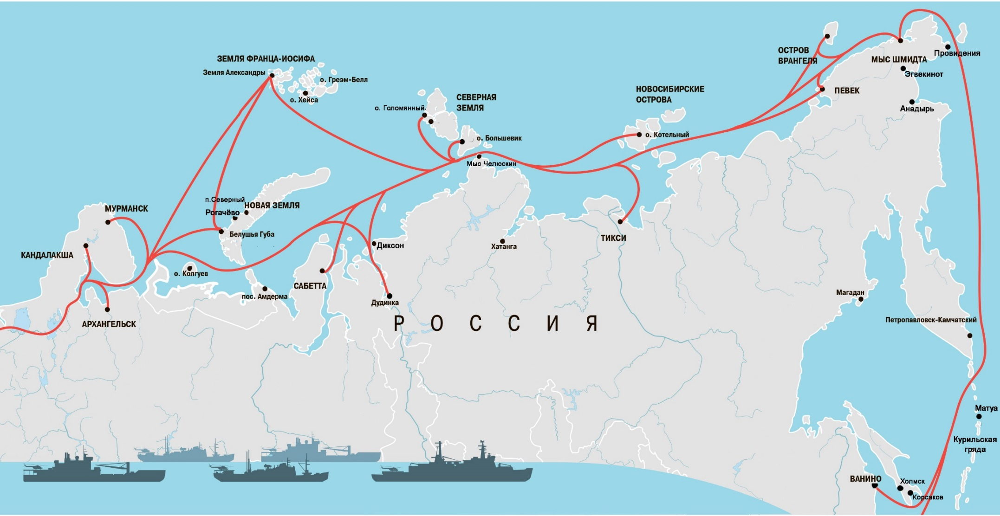 ЗЕМЛЯ ФРАНЦА-ИОСИФА
Земля Александры
о. Греэм-Белл
о. Хейса
о. Голомянный
СЕВЕРНАЯ
ЗЕМЛЯ
о. Большевик
Мыс Челюскин
НОВОСИБИРСКИЕ
ОСТРОВА
о. Котельный
ОСТРОВ
ВРАНГЕЛЯ
МЫС ШМИДТА
Провидения
Эгвекинот
ПЕВЕК
Анадырь
МУРМАНСК
п.Северный
НОВАЯ ЗЕМЛЯ
Рогачёво
Белушья Губа
КАНДАЛАКША
о. Колгуев
пос. Амдерма
САБЕТТА
Диксон
Дудинка
Хатанга
ТИКСИ
АРХАНГЕЛЬСК
РОССИЯ
Магадан
Петропавловск-Камчатский
Матуа
Курильская
гряда
ВАНИНО
Холмск
Корсаков